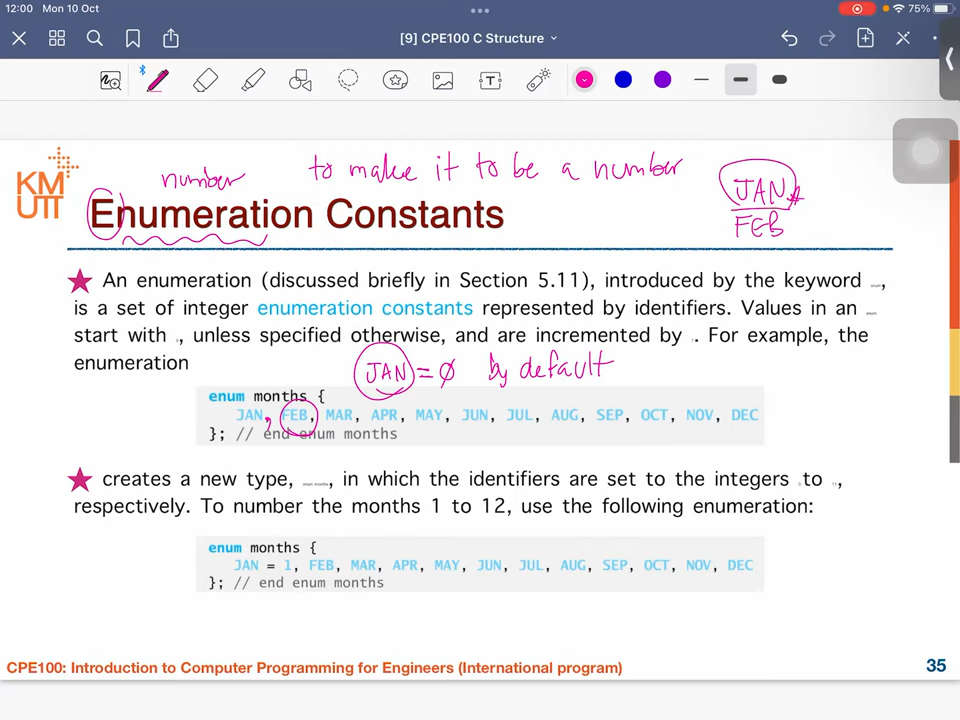 12:00 Mon 10 Oct 75%
[9] CPE100 C Structure
number to make it to be a number JAN
FEB
KM
UTT
Enumeration Constants
An enumeration (discussed briefly in Section 5.11), introduced by the keyword ,
is a set of integer enumeration constants represented by identifiers. Values in an
start with , unless specified otherwise, and are incremented by . For example, the
enumeration
JAN = 0 by default
enum months {
JAN, FEB, MAR, APR, MAY, JUN, JUL, AUG, SEP, OCT, NOV, DEC
}; // end enum months
creates a new type, , in which the identifiers are set to the integers to ,
respectively. To number the months 1 to 12, use the following enumeration:
enum months {
JAN = 1, FEB, MAR, APR, MAY, JUN, JUL, AUG, SEP, OCT, NOV, DEC
}; // end enum months
CPE100: Introduction to Computer Programming for Engineers (International program) 35